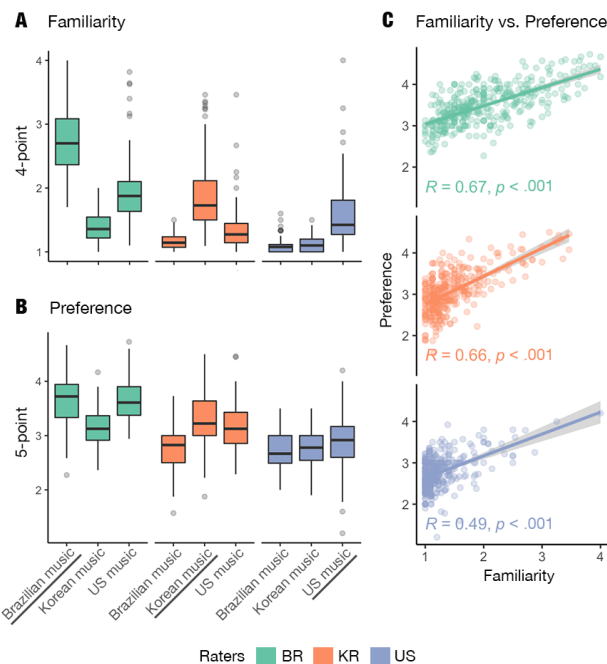 A Familiarity
4-point
4
3
2
1
B Preference
5-point
4
3
2
Brazilian music
Korean music
US music
Brazilian music
Korean music
US music
Brazilian music
Korean music
US music
C Familiarity vs. Preference
Preference
4
3
2
R = 0.67, p < .001
4
3
2
R = 0.66, p < .001
4
3
2
R = 0.49, p < .001
1 2 3 4
Familiarity
Raters BR KR US